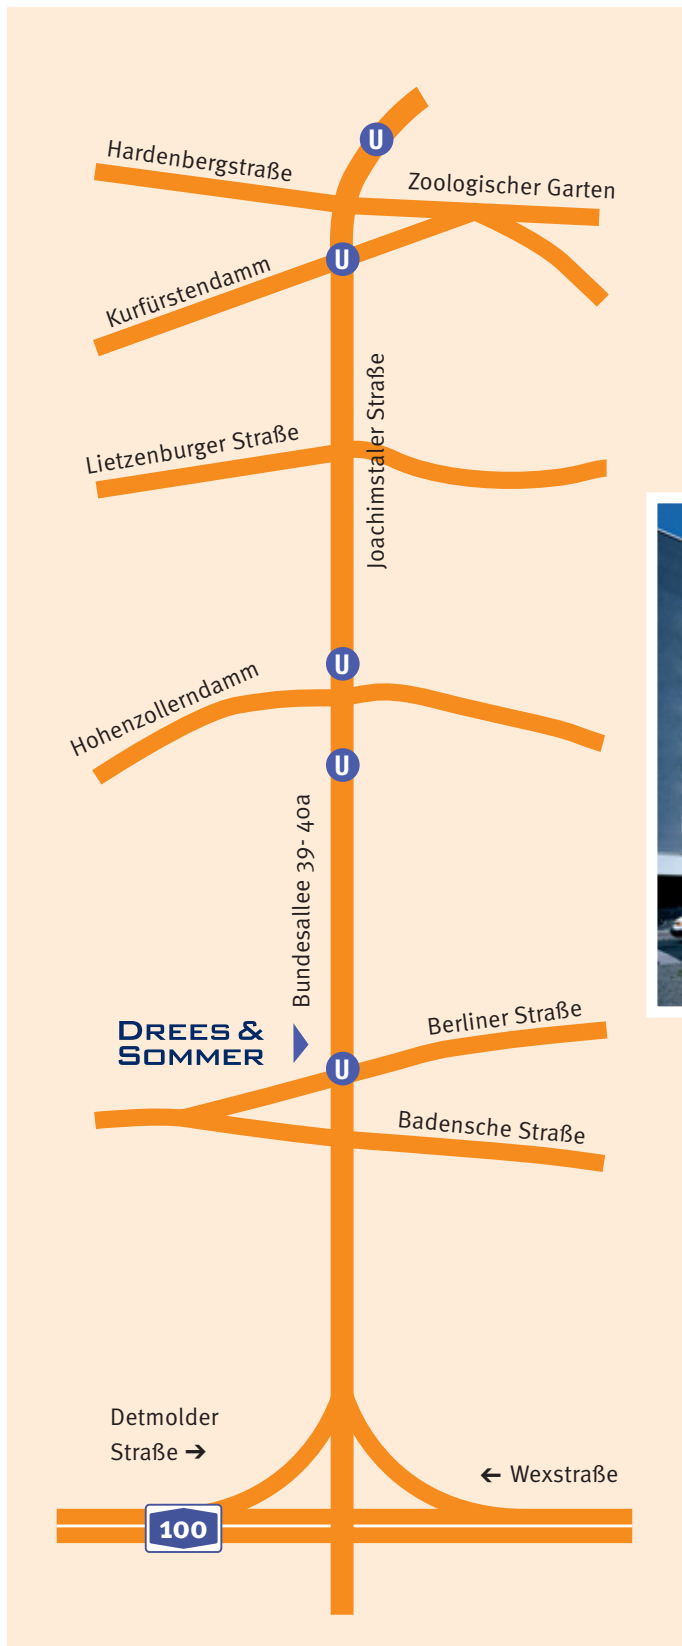 U
Hardenbergstraße
Zoologischer Garten
U
Kurfürstendamm
Joachimstaler Straße
Lietzenburger Straße
U
Hohenzollerndamm
U
Bundesallee 39- 40a
Berliner Straße
DREES &
SOMMER
U
Badensche Straße
Detmolder
Straße ➔
← Wexstraße
100